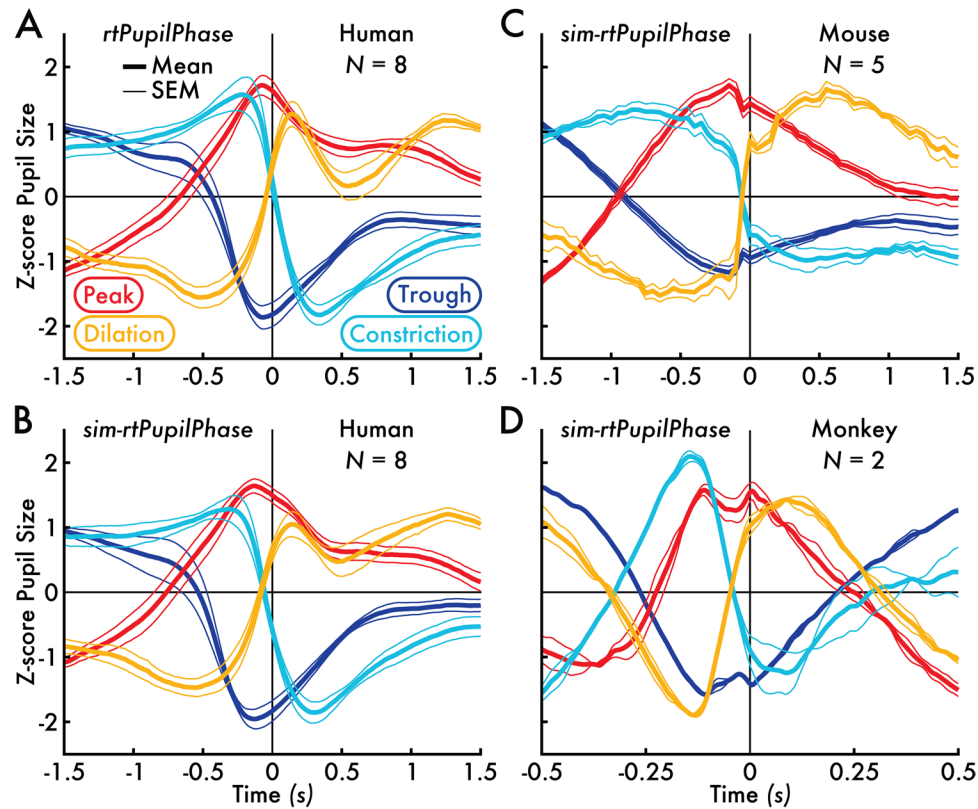 A
rtPupilPhase
Human
N = 8
Mean
SEM
Z-score Pupil Size
2
1
0
-1
-2
Peak
Dilation
Trough
Constriction
-1.5
-1
-0.5
0
0.5
1
1.5
C
sim-rtPupilPhase
Mouse
N = 5
-1.5
-1
-0.5
0
0.5
1
1.5
B
sim-rtPupilPhase
Human
N = 8
Z-score Pupil Size
2
1
0
-1
-2
-1.5
-1
-0.5
0
0.5
1
1.5
Time (s)
D
sim-rtPupilPhase
Monkey
N = 2
-0.5
-0.25
0
0.25
0.5
Time (s)